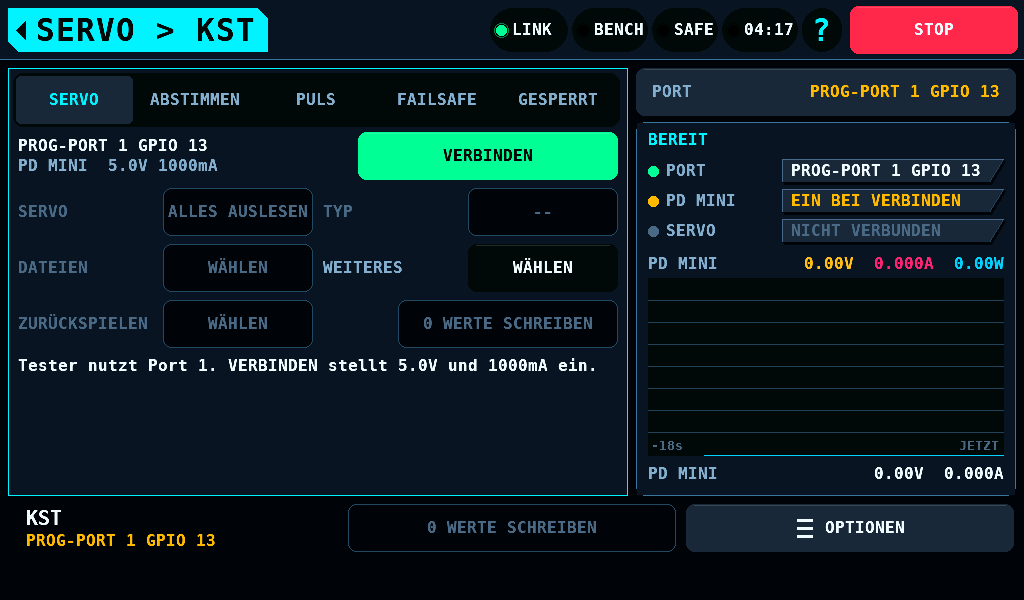 SERVO > KST
LINK
BENCH
SAFE
04:17
?
STOP
SERVO
ABSTIMMEN
PULS
FAILSAFE
GESPERRT
PROG-PORT 1 GPIO 13
PD MINI  5.0V 1000mA
VERBINDEN
SERVO
ALLES AUSLESEN
TYP
--
DATEIEN
WÄHLEN
WEITERES
WÄHLEN
ZURÜCKSPIELEN
WÄHLEN
0 WERTE SCHREIBEN
Tester nutzt Port 1. VERBINDEN stellt 5.0V und 1000mA ein.
PORT
PROG-PORT 1 GPIO 13
BEREIT
PORT
PROG-PORT 1 GPIO 13
PD MINI
EIN BEI VERBINDEN
SERVO
NICHT VERBUNDEN
PD MINI
0.00V
0.000A
0.00W
-18s
JETZT
PD MINI
0.00V
0.000A
KST
PROG-PORT 1 GPIO 13
0 WERTE SCHREIBEN
OPTIONEN